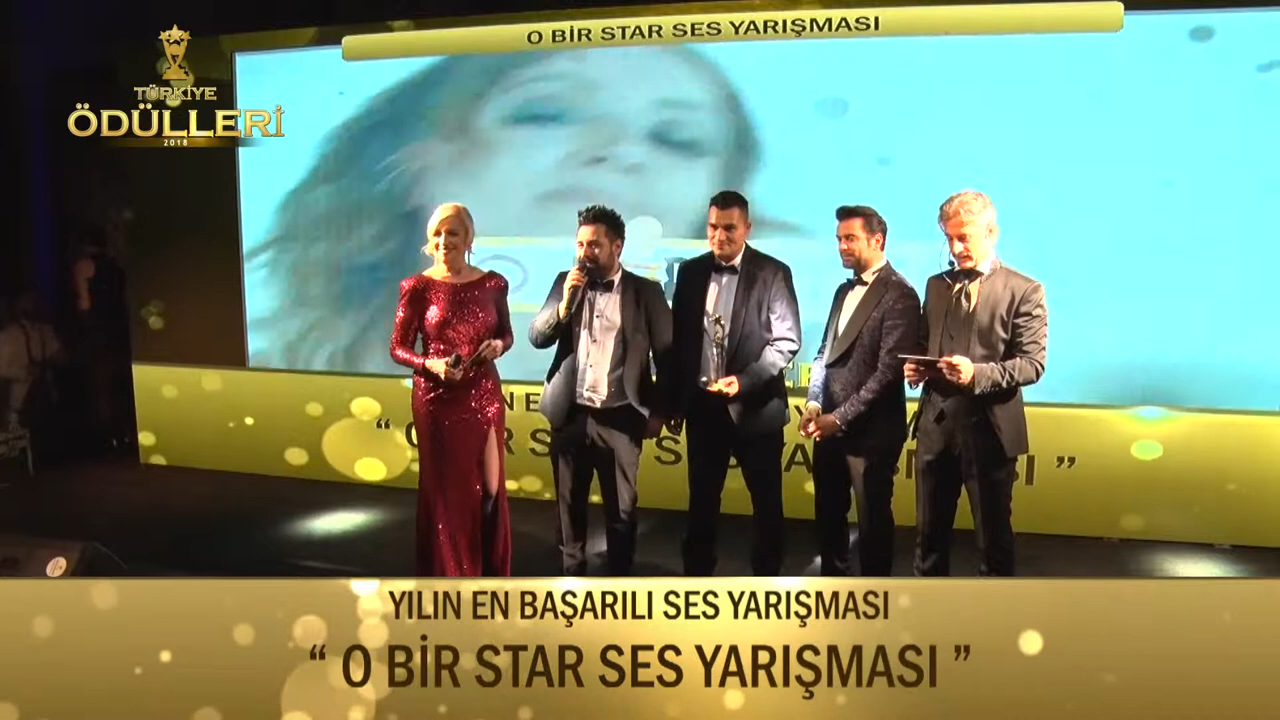 O BİR STAR SES YARIŞMASI
TÜRKİYE
ÖDÜLLERİ
2018
YILIN EN BAŞARILI SES YARIŞMASI
“ O BİR STAR SES YARIŞMASI ”